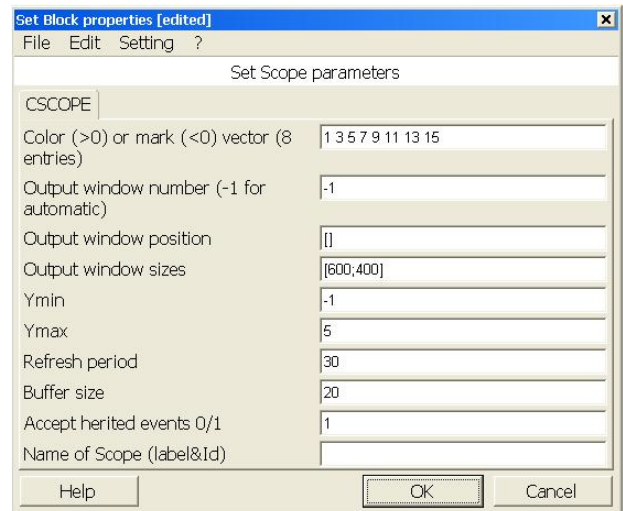 Set Block properties [edited]
File Edit Setting ?
Set Scope parameters
CSCOPE
Color (>0) or mark (<0) vector (8 1 3 5 7 9 11 13 15
entries)
Output window number (-1 for -1
automatic)
Output window position []
Output window sizes [600;400]
Ymin -1
Ymax 5
Refresh period 30
Buffer size 20
Accept herited events 0/1 1
Name of Scope (label&Id)
Help OK Cancel